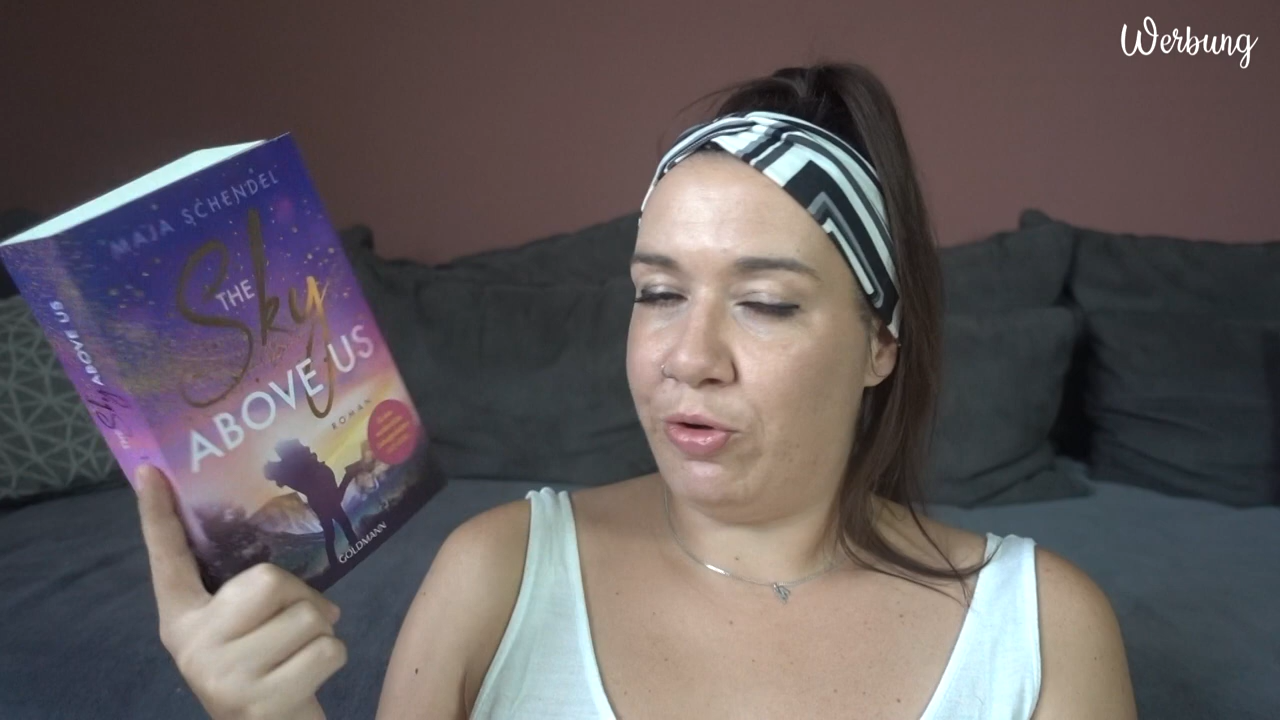 Werbung
MAJA SCHENDEL
THE
Sky
ABOVE US
ROMAN
GOLDMANN
THE Sky ABOVE US